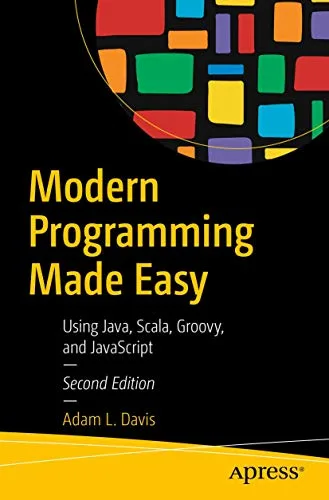 Modern
Programming
Made Easy
Using Java, Scala, Groovy,
and JavaScript
—
Second Edition
—
Adam L. Davis
Apress®